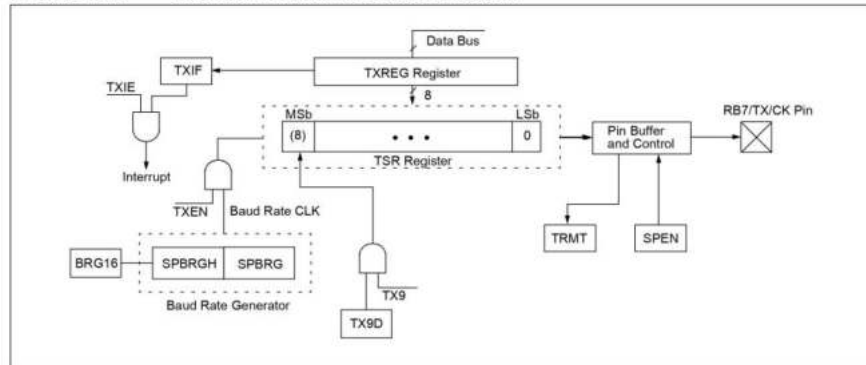 Data Bus
TXIF
TXREG Register
TXIE
8
MSb
LSb
RB7/TX/CK Pin
(8)
• • •
0
Pin Buffer
and Control
TSR Register
Interrupt
TXEN
Baud Rate CLK
TRMT
SPEN
BRG16
SPBRGH
SPBRG
TX9
Baud Rate Generator
TX9D